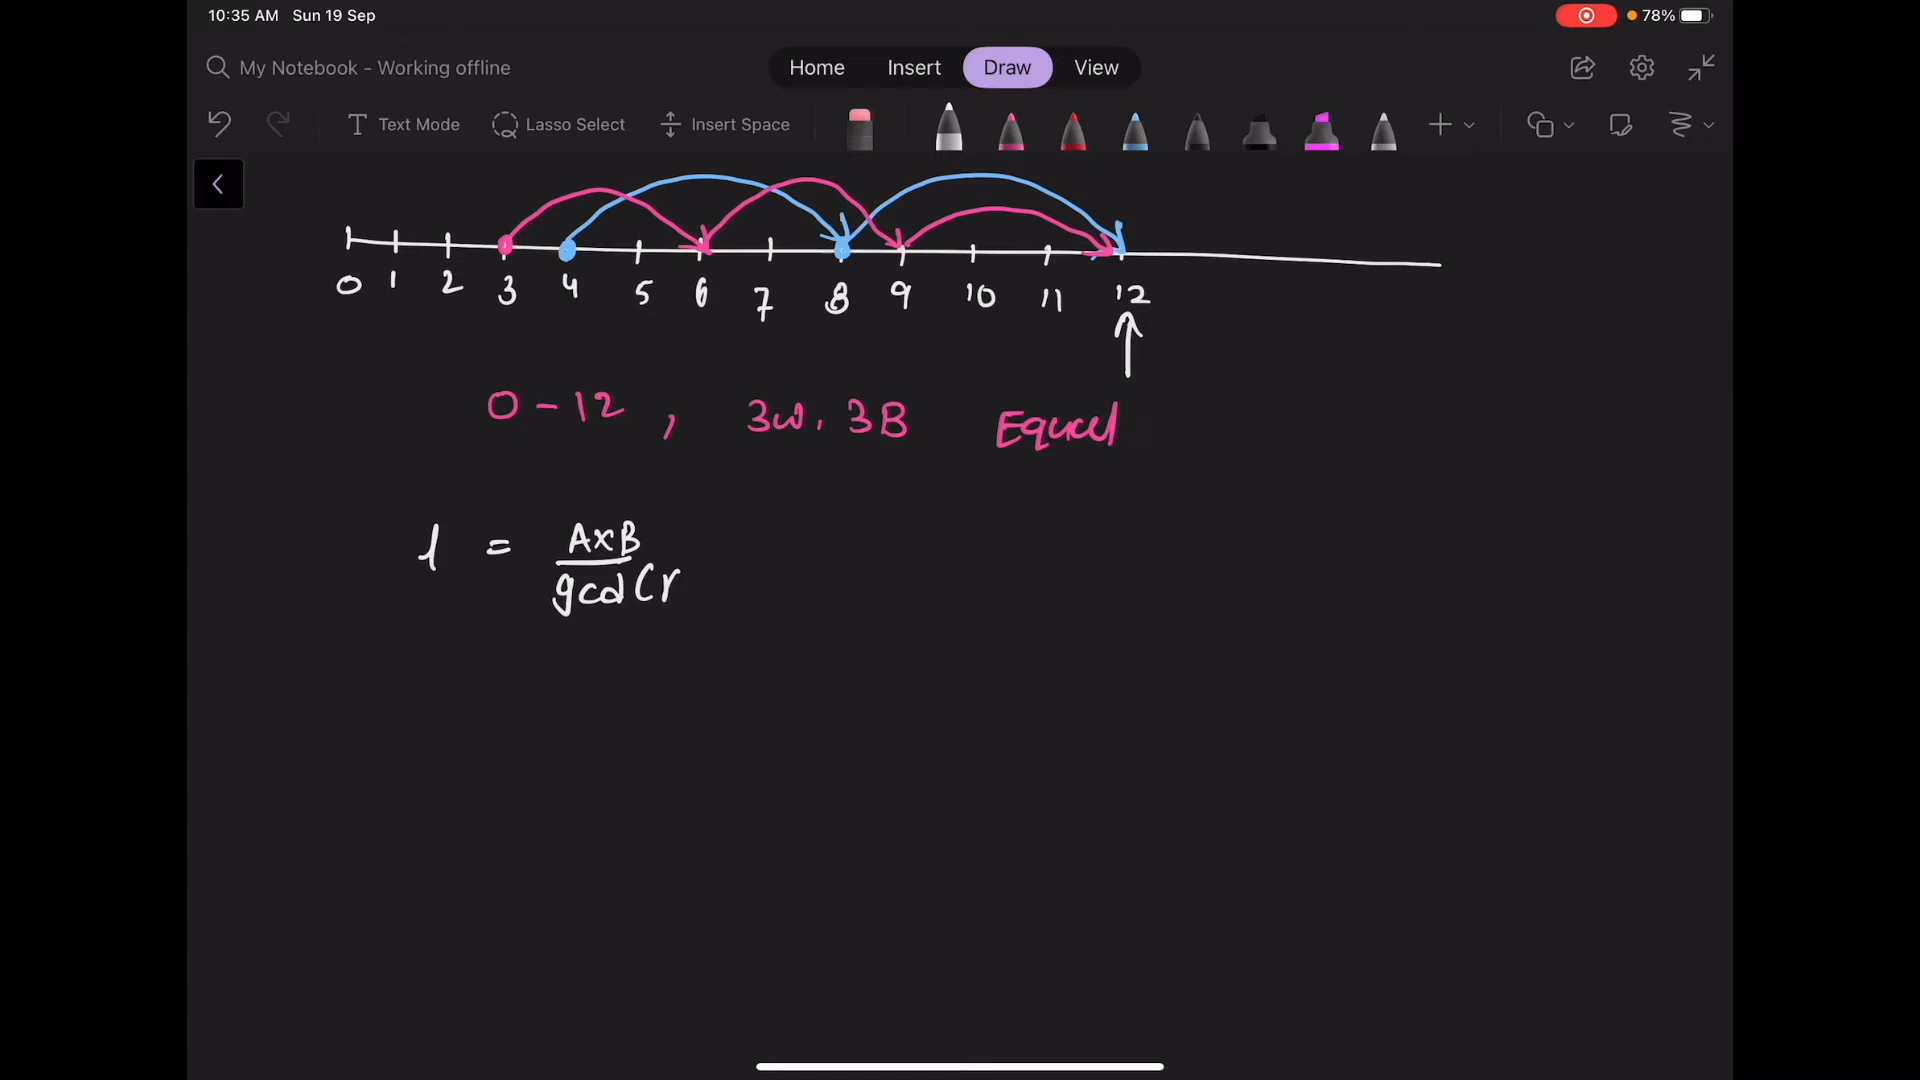 10:35 AM Sun 19 Sep 78%
My Notebook - Working offline Home Insert Draw View
Text Mode Lasso Select Insert Space
0 1 2 3 4 5 6 7 8 9 10 11 12
0 - 12 , 3W, 3B Equal
l = AxB
gcd(r